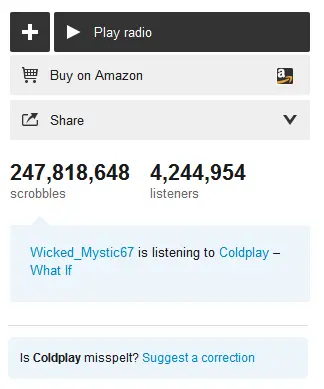 Play radio
Buy on Amazon
Share
247,818,648 4,244,954
scrobbles listeners
Wicked_Mystic67 is listening to Coldplay –
What If
Is Coldplay misspelt? Suggest a correction